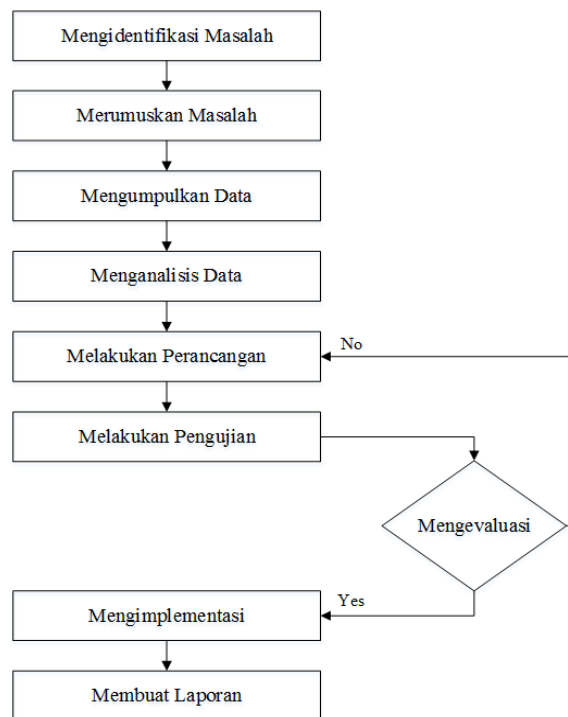 Mengidentifikasi Masalah
Merumuskan Masalah
Mengumpulkan Data
Menganalisis Data
Melakukan Perancangan
No
Melakukan Pengujian
Mengevaluasi
Yes
Mengimplementasi
Membuat Laporan